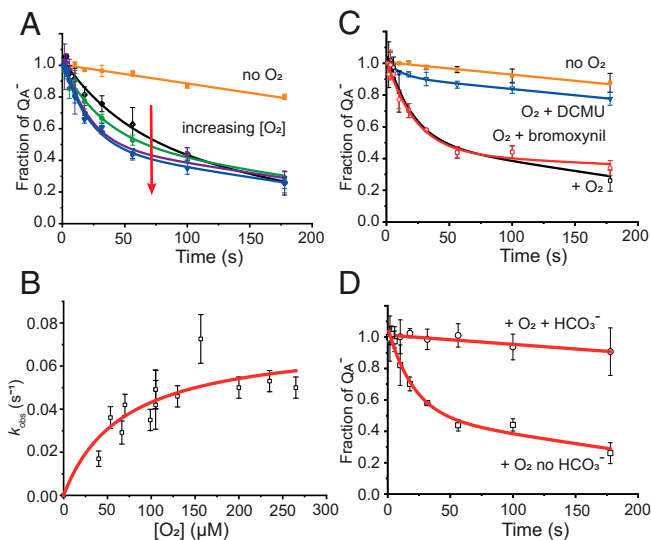 A
Fraction of QA⁻
1.0
0.8
0.6
0.4
0.2
0.0
0 50 100 150 200
Time (s)
no O₂
increasing [O₂]
C
Fraction of QA⁻
1.0
0.8
0.6
0.4
0.2
0.0
0 50 100 150 200
Time (s)
no O₂
O₂ + DCMU
O₂ + bromoxynil
+ O₂
B
k_obs (s⁻¹)
0.08
0.04
0.00
0 50 100 150 200 250 300
[O₂] (µM)
D
Fraction of QA⁻
1.0
0.8
0.6
0.4
0.2
0.0
0 50 100 150 200
Time (s)
+ O₂ + HCO₃⁻
+ O₂ no HCO₃⁻